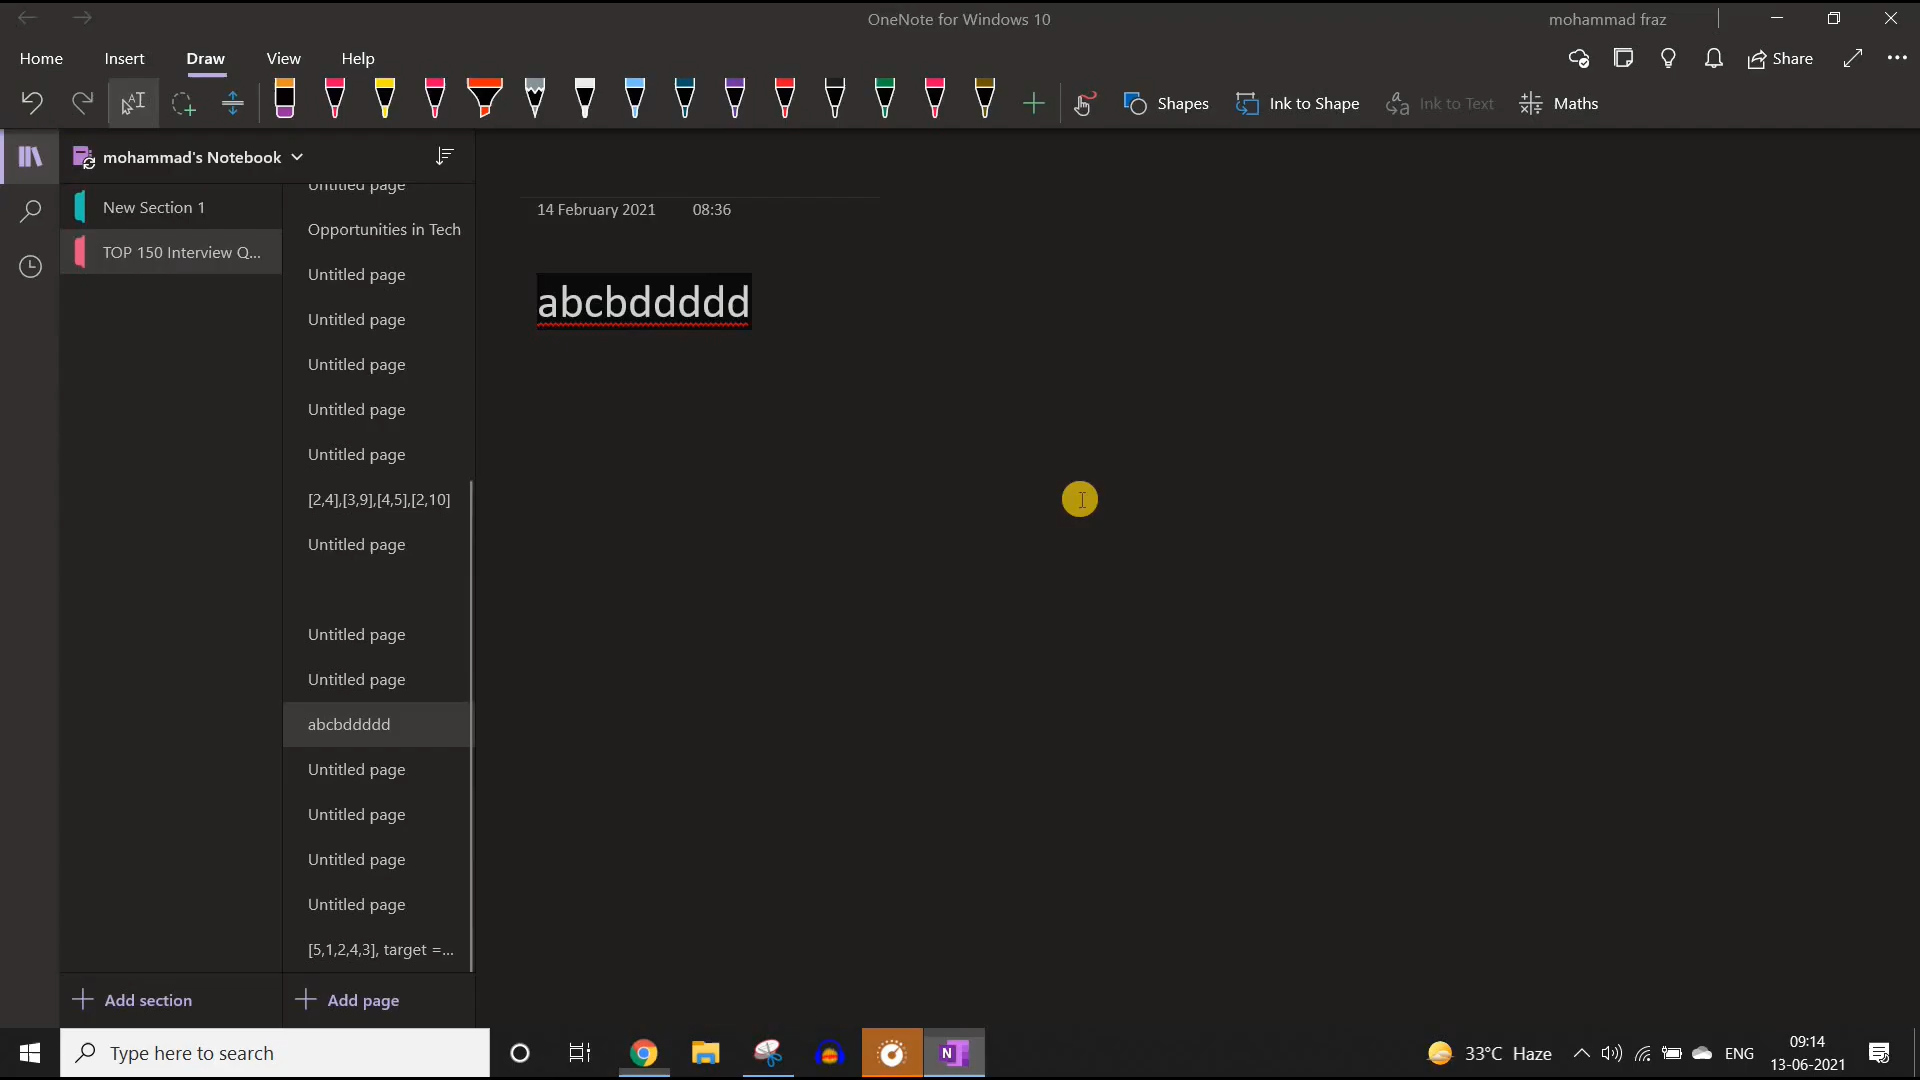 OneNote for Windows 10
mohammad fraz
Home
Insert
Draw
View
Help
Share
Shapes
Ink to Shape
Ink to Text
Maths
mohammad's Notebook
New Section 1
TOP 150 Interview Q...
Untitled page
Opportunities in Tech
Untitled page
Untitled page
Untitled page
Untitled page
Untitled page
[2,4],[3,9],[4,5],[2,10]
Untitled page
Untitled page
Untitled page
abcbddddd
Untitled page
Untitled page
Untitled page
Untitled page
[5,1,2,4,3], target =...
Add section
Add page
14 February 2021 08:36
abcbddddd
Type here to search
33°C Haze
ENG
09:14
13-06-2021